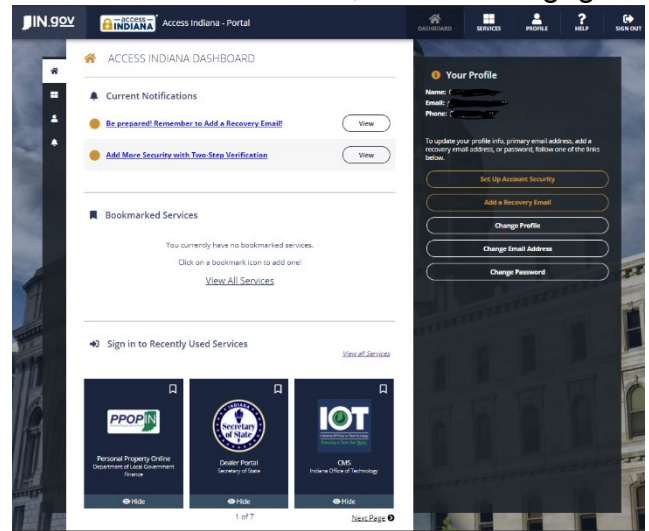 IN.gov
access
INDIANA
Access Indiana - Portal
DASHBOARD
SERVICES
PROFILE
HELP
SIGN OUT
ACCESS INDIANA DASHBOARD
Current Notifications
Be prepared! Remember to Add a Recovery Email!
View
Add More Security with Two-Step Verification
View
Bookmarked Services
You currently have no bookmarked services.
Click on a bookmark icon to add one!
View All Services
Sign in to Recently Used Services
View all Services
PPOPIN
Personal Property Online
Department of Local Government
Finance
Hide
INDIANA
Secretary
of State
Dealer Portal
Secretary of State
Hide
IOT
CMS
Indiana Office of Technology
Hide
1 of 7
Next Page
Your Profile
Name:
Email:
Phone:
To update your profile info, primary email address, add a
recovery email address, or password, follow one of the links
below.
Set Up Account Security
Add a Recovery Email
Change Profile
Change Email Address
Change Password